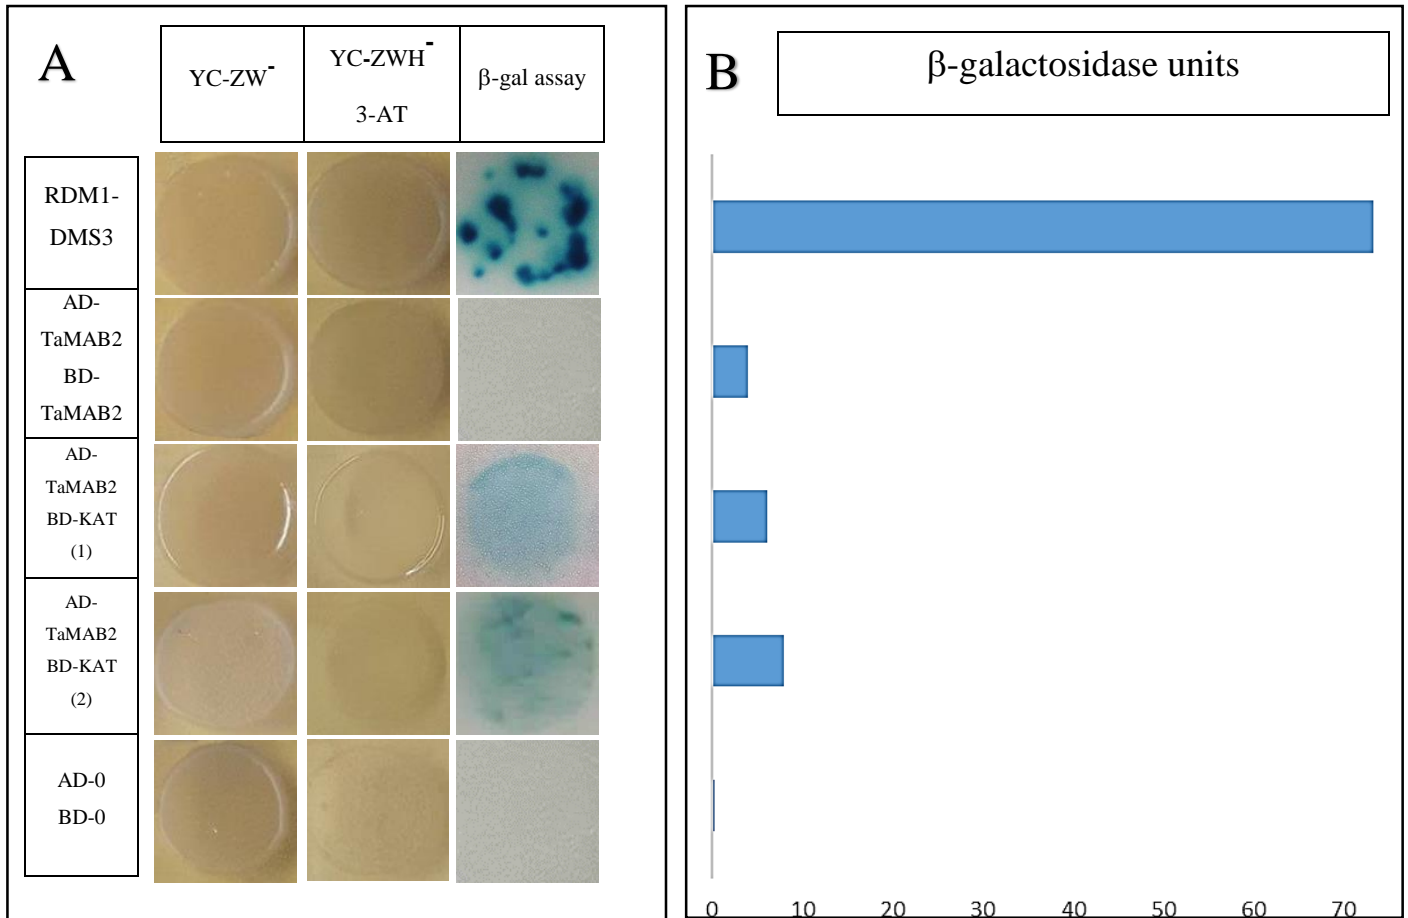 A
YC-ZW-
YC-ZWH-
3-AT
β-gal assay
RDM1-
DMS3
AD-
TaMAB2
BD-
TaMAB2
AD-
TaMAB2
BD-KAT
(1)
AD-
TaMAB2
BD-KAT
(2)
AD-0
BD-0
B
β-galactosidase units
0 10 20 30 40 50 60 70